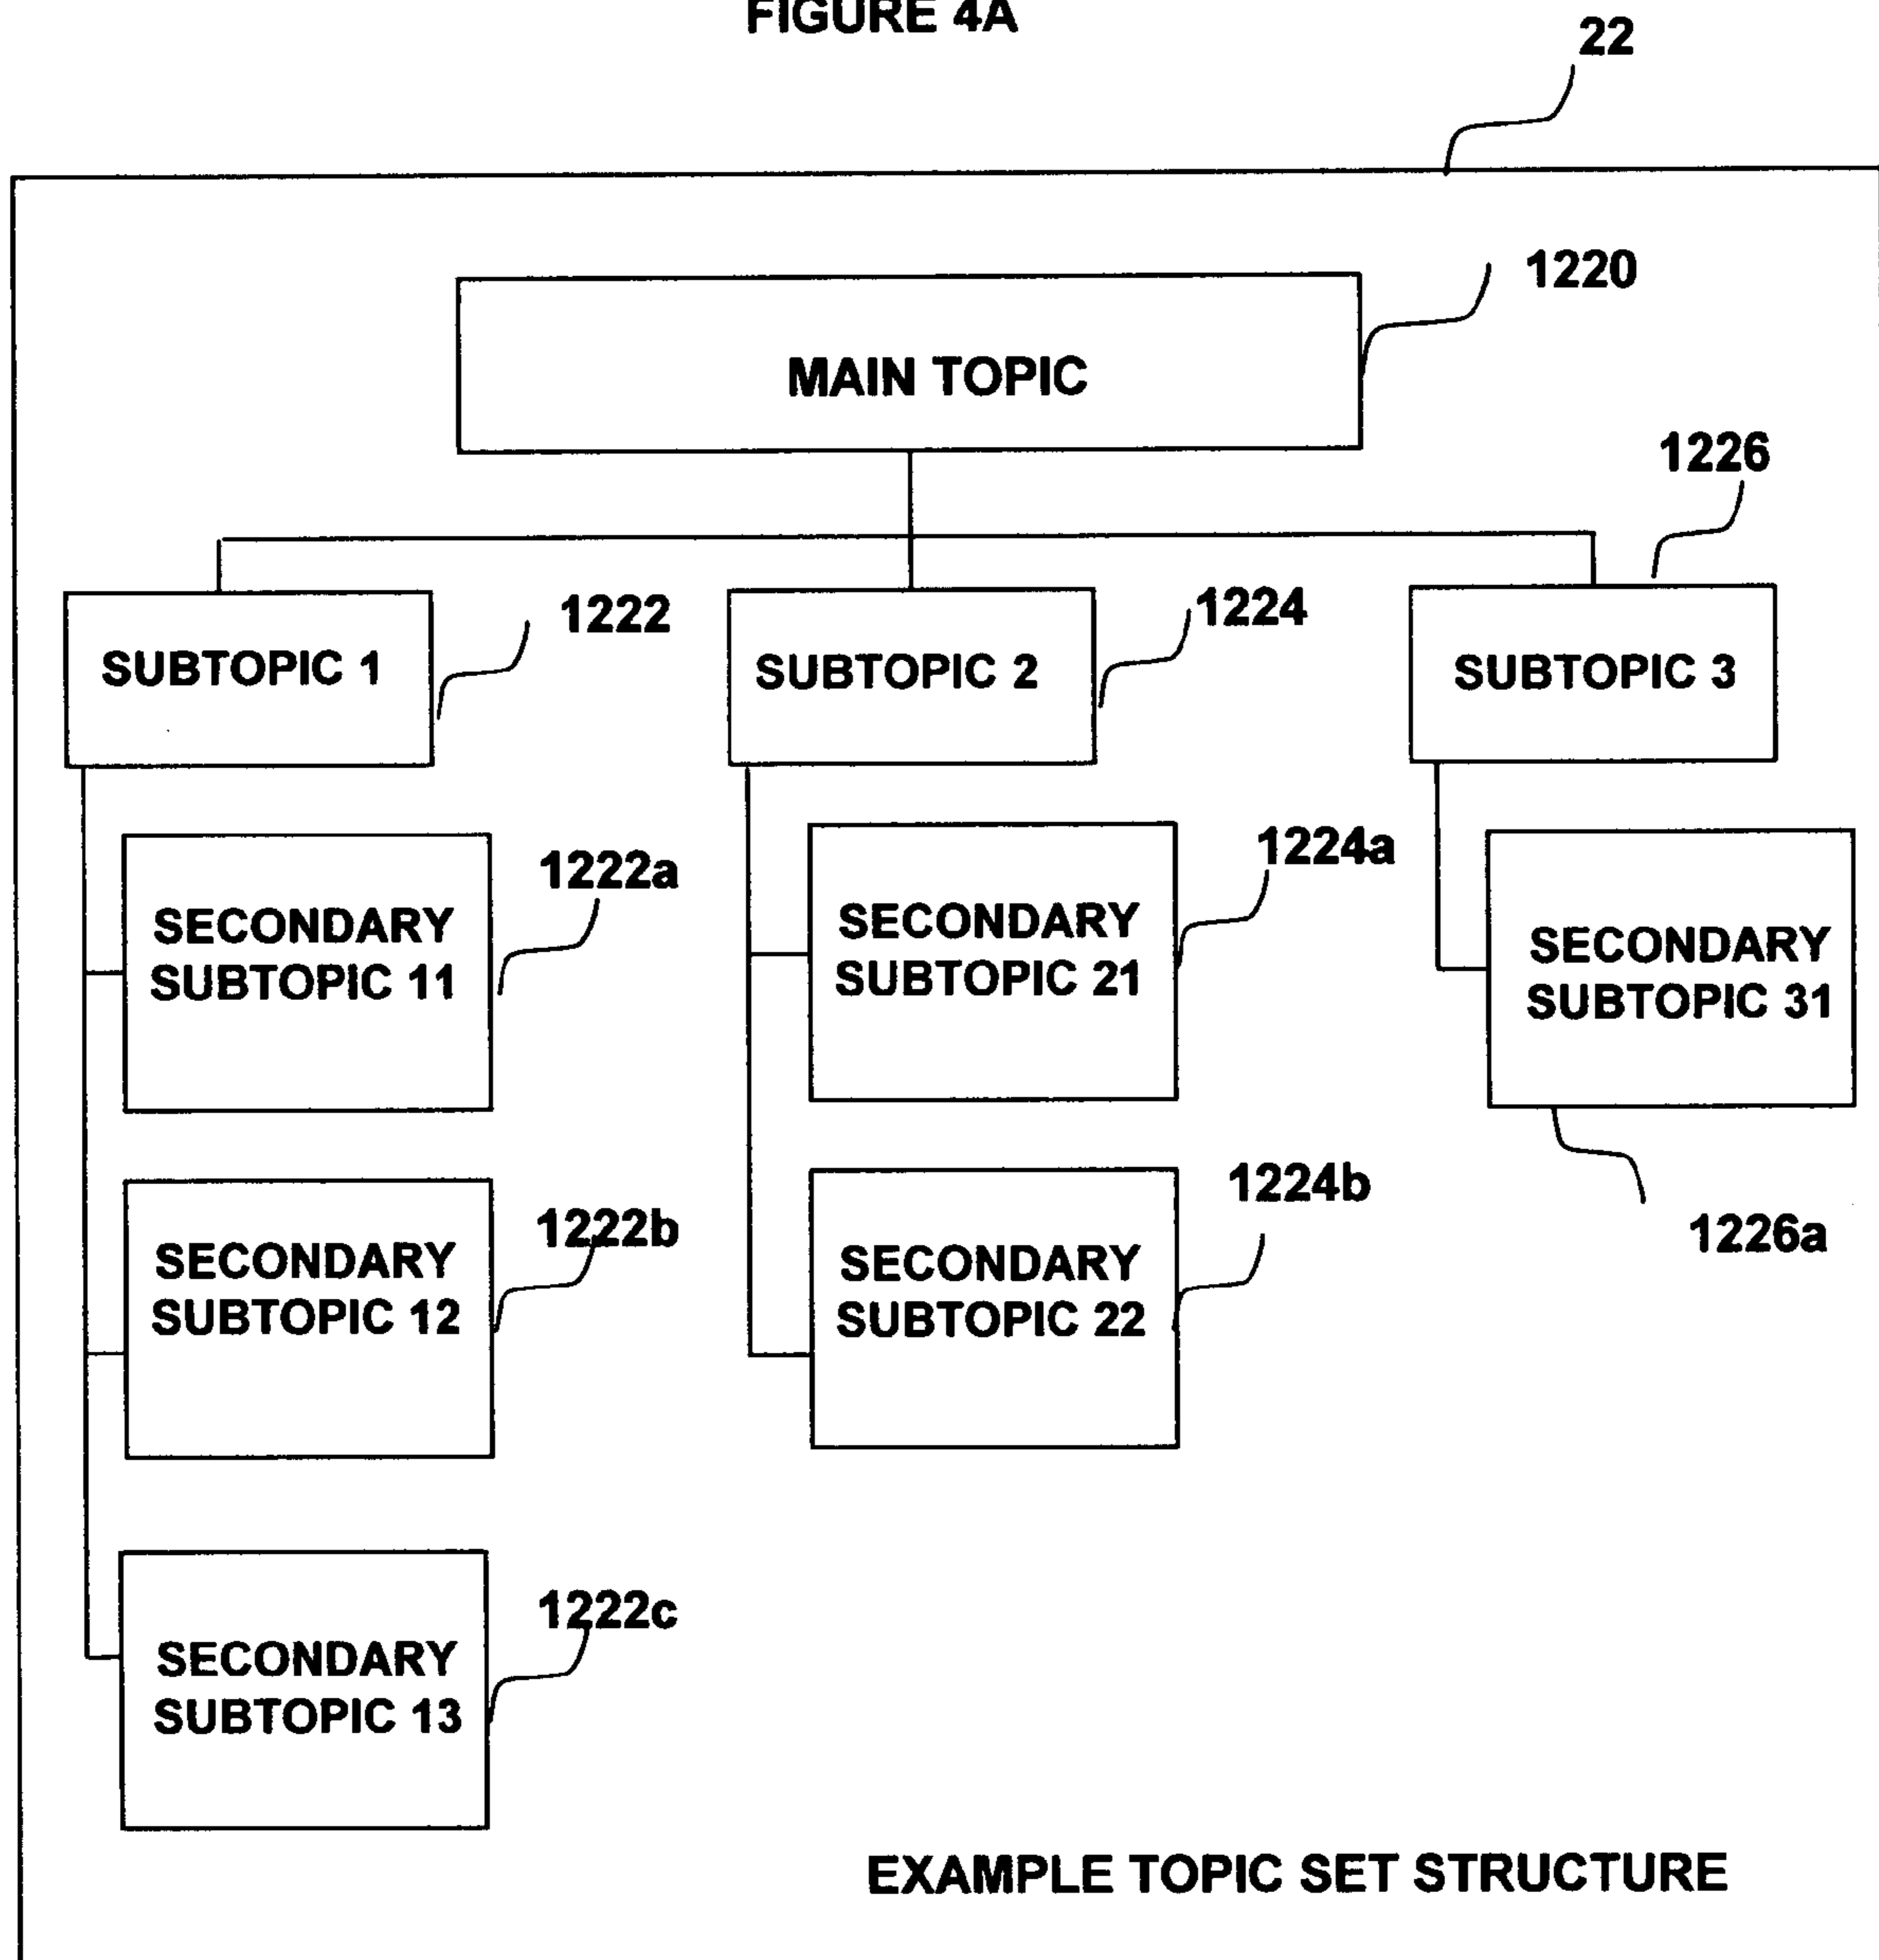 FIGURE 4A
22
1220
MAIN TOPIC
1226
1222
1224
SUBTOPIC 1
SUBTOPIC 2
SUBTOPIC 3
1222a
1224a
SECONDARY
SUBTOPIC 11
SECONDARY
SUBTOPIC 21
SECONDARY
SUBTOPIC 31
1222b
1224b
1226a
SECONDARY
SUBTOPIC 12
SECONDARY
SUBTOPIC 22
1222c
SECONDARY
SUBTOPIC 13
EXAMPLE TOPIC SET STRUCTURE